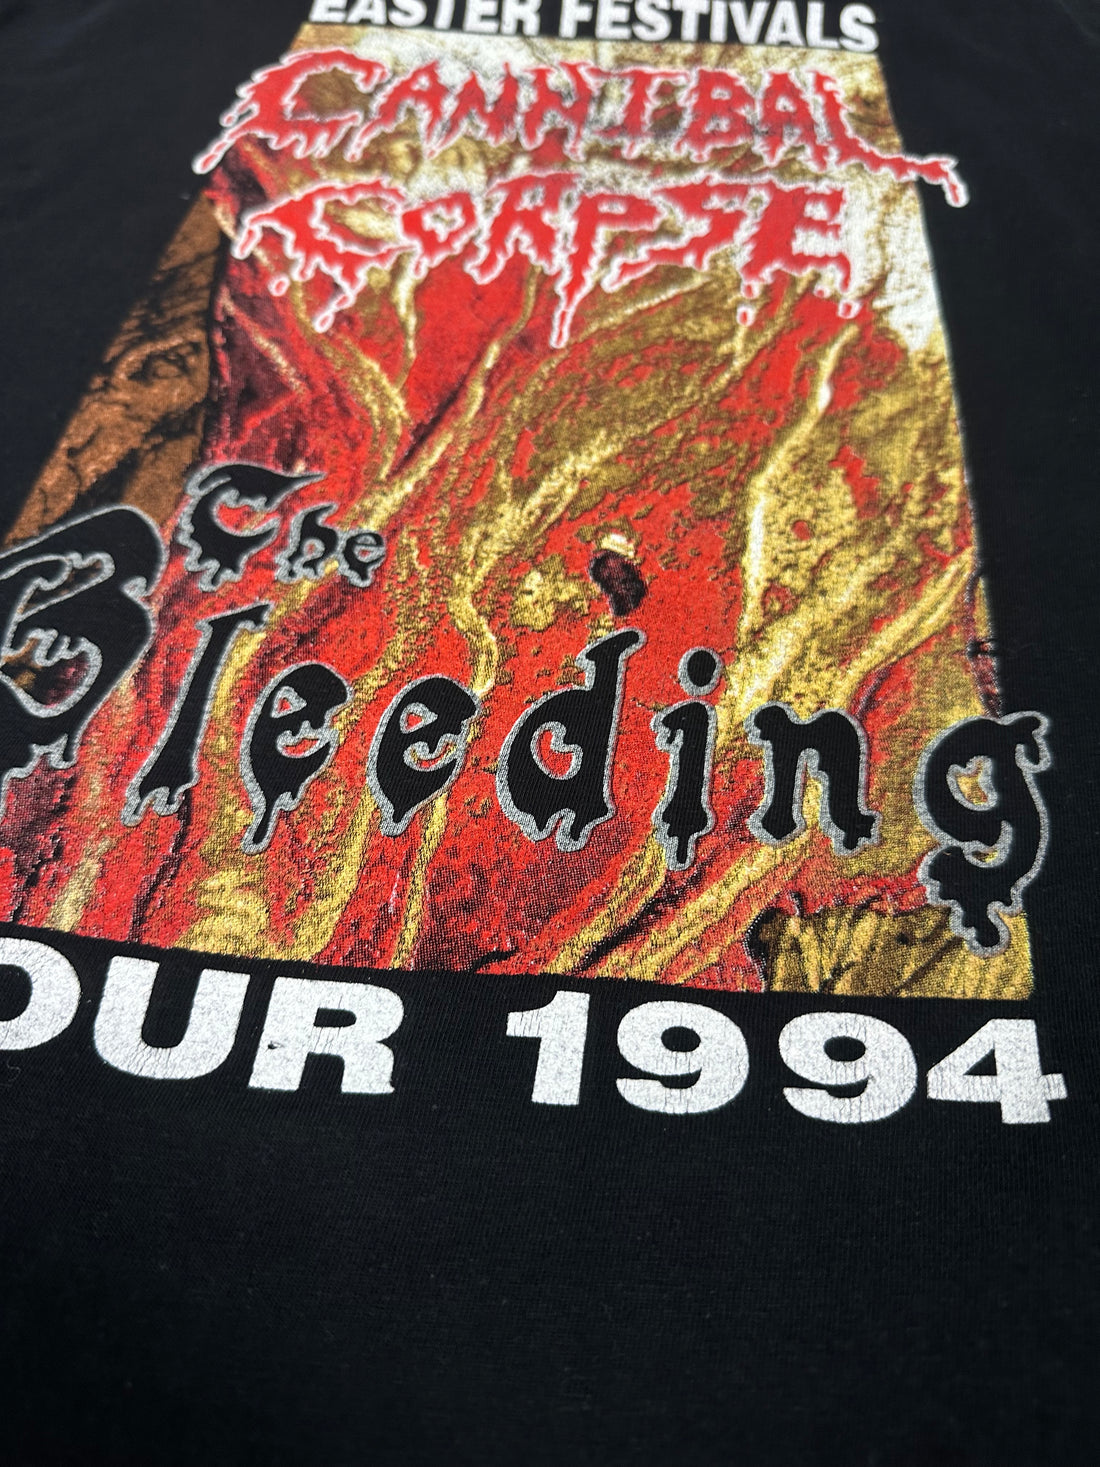 EASTER FESTIVALS
CANNIBAL
CORPSE
The
Bleeding
OUR 1994